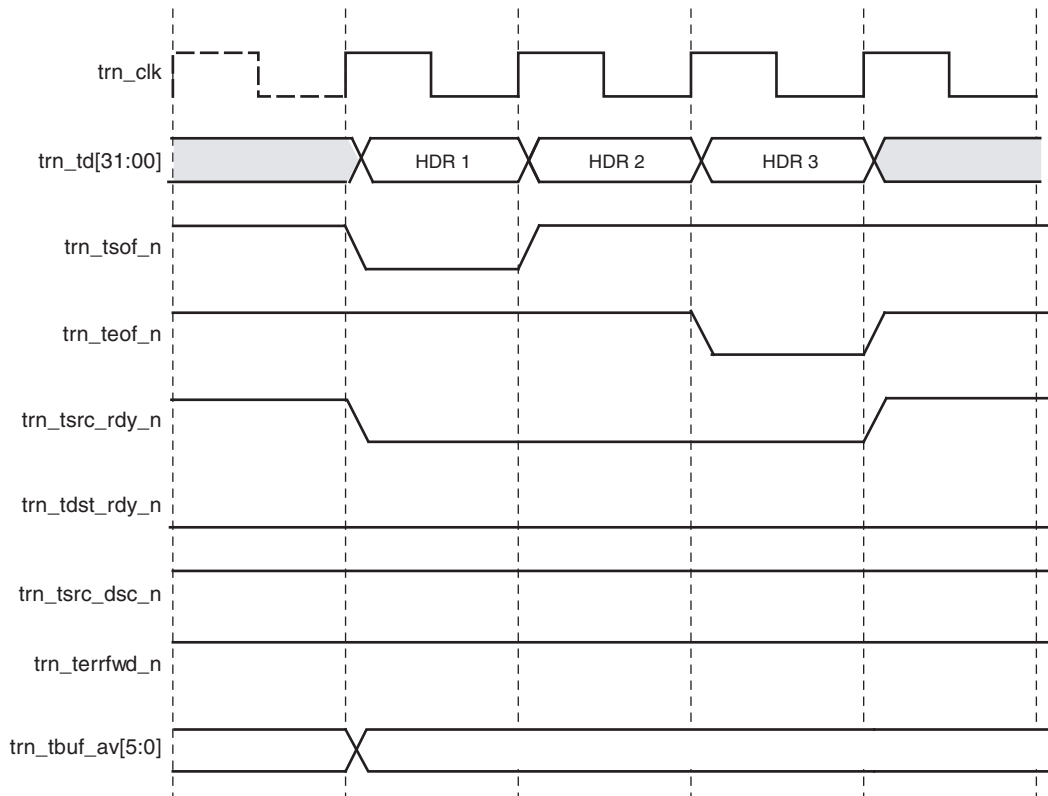 trn_clk
trn_td[31:00]
HDR 1
HDR 2
HDR 3
trn_tsof_n
trn_teof_n
trn_tsrc_rdy_n
trn_tdst_rdy_n
trn_tsrc_dsc_n
trn_terrfwd_n
trn_tbuf_av[5:0]